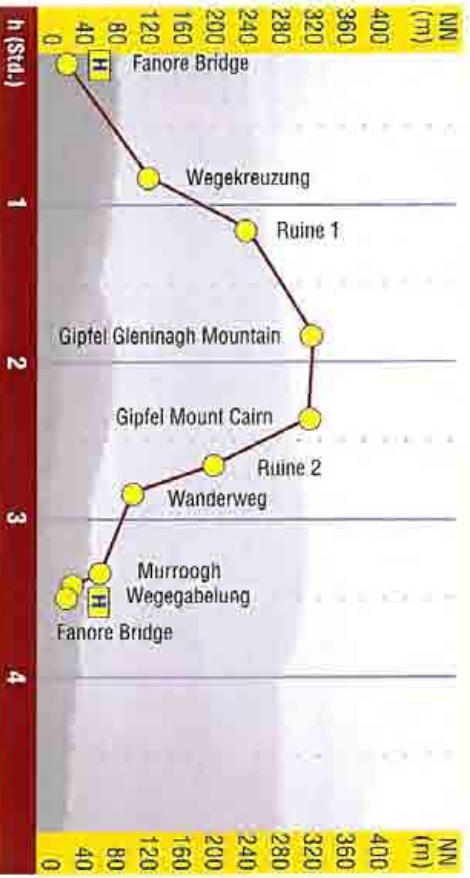 NN
(m)
400
360
320
280
240
200
160
120
80
40
0
H
Fanore Bridge
Wegekreuzung
Ruine 1
Gipfel Gleninagh Mountain
Gipfel Mount Cairn
Ruine 2
Wanderweg
Murroogh
Wegegabelung
H
Fanore Bridge
h (Std.)
1
2
3
4
NN
(m)
400
360
320
280
240
200
160
120
80
40
0